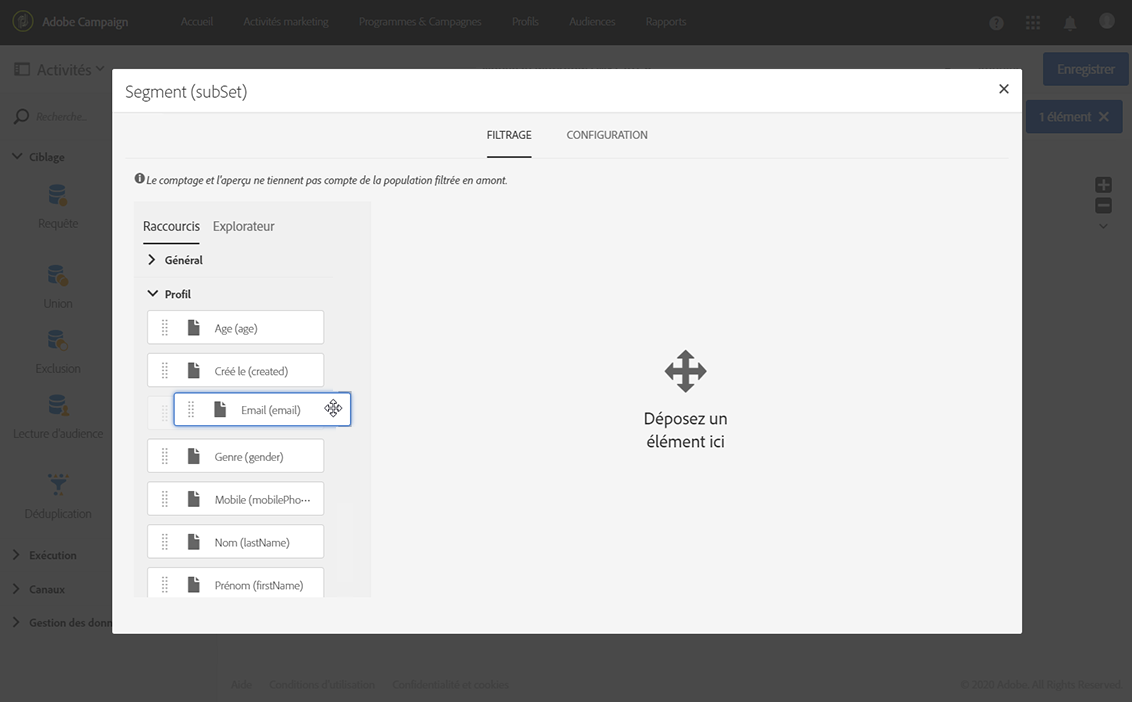 Adobe Campaign
Accueil
Activités marketing
Programmes & Campagnes
Profils
Audiences
Rapports
Activités
Enregistrer
Recherche...
1 élément
Ciblage
Requête
Union
Exclusion
Lecture d'audience
Déduplication
Exécution
Canaux
Gestion des donn
Segment (subSet)
FILTRAGE
CONFIGURATION
Le comptage et l'aperçu ne tiennent pas compte de la population filtrée en amont.
Raccourcis
Explorateur
Général
Profil
Age (age)
Créé le (created)
Email (email)
Genre (gender)
Mobile (mobilePho...
Nom (lastName)
Prénom (firstName)
Déposez un
élément ici
Aide
Conditions d'utilisation
Confidentialité et cookies
© 2020 Adobe. All Rights Reserved